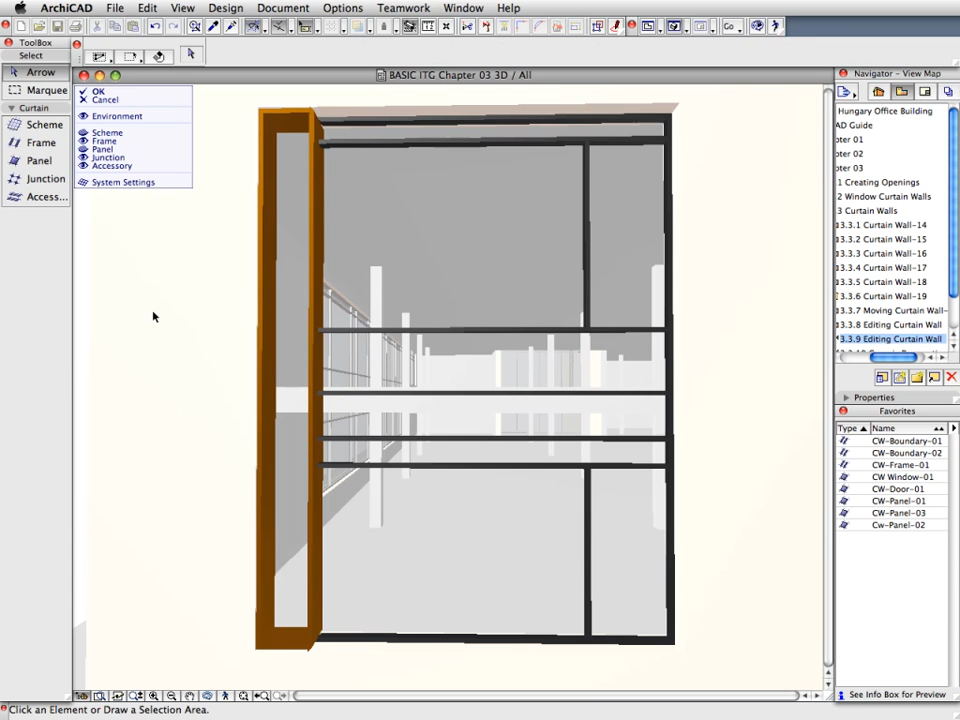 ArchiCAD File Edit View Design Document Options Teamwork Window Help
Go...
ToolBox
Select
Arrow
Marquee
Curtain
Scheme
Frame
Panel
Junction
Access...
BASIC ITG Chapter 03 3D / All
OK
Cancel
Environment
Scheme
Frame
Panel
Junction
Accessory
System Settings
Navigator - View Map
Hungary Office Building
AD Guide
oter 01
oter 02
oter 03
1 Creating Openings
2 Window Curtain Walls
3 Curtain Walls
3.3.1 Curtain Wall-14
3.3.2 Curtain Wall-15
3.3.3 Curtain Wall-16
3.3.4 Curtain Wall-17
3.3.5 Curtain Wall-18
3.3.6 Curtain Wall-19
3.3.7 Moving Curtain Wall-
3.3.8 Editing Curtain Wall
3.3.9 Editing Curtain Wall
Properties
Favorites
Type Name
CW-Boundary-01
CW-Boundary-02
CW-Frame-01
CW Window-01
CW-Door-01
CW-Panel-01
CW-Panel-03
Cw-Panel-02
See Info Box for Preview
Click an Element or Draw a Selection Area.